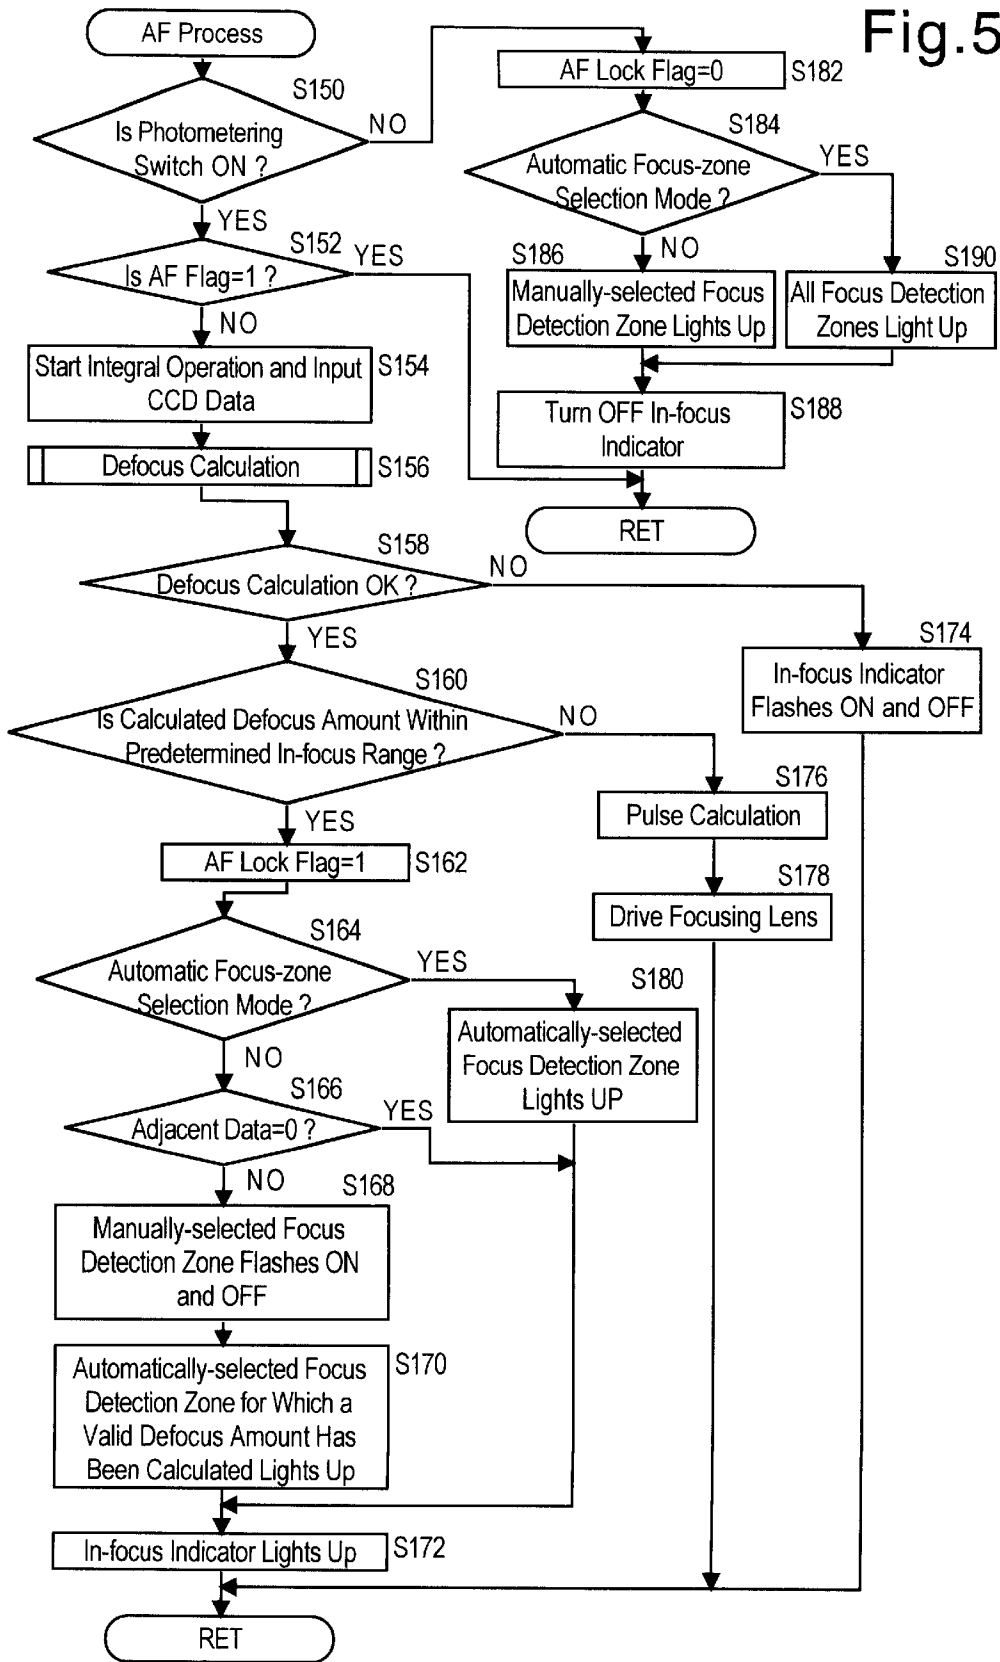 Fig.5
AF Process
S150
Is Photometering
Switch ON ?
NO
YES
S152
Is AF Flag=1 ?
YES
NO
Start Integral Operation and Input
CCD Data
S154
Defocus Calculation
S156
AF Lock Flag=0
S182
S184
Automatic Focus-zone
Selection Mode ?
YES
NO
S186
Manually-selected Focus
Detection Zone Lights Up
S190
All Focus Detection
Zones Light Up
Turn OFF In-focus
Indicator
S188
RET
S158
Defocus Calculation OK ?
NO
YES
S174
In-focus Indicator
Flashes ON and OFF
S160
Is Calculated Defocus Amount Within
Predetermined In-focus Range ?
NO
YES
S176
Pulse Calculation
S178
Drive Focusing Lens
AF Lock Flag=1
S162
S164
Automatic Focus-zone
Selection Mode ?
YES
NO
S180
Automatically-selected
Focus Detection Zone
Lights UP
S166
Adjacent Data=0 ?
YES
NO
S168
Manually-selected Focus
Detection Zone Flashes ON
and OFF
S170
Automatically-selected Focus
Detection Zone for Which a
Valid Defocus Amount Has
Been Calculated Lights Up
In-focus Indicator Lights Up
S172
RET